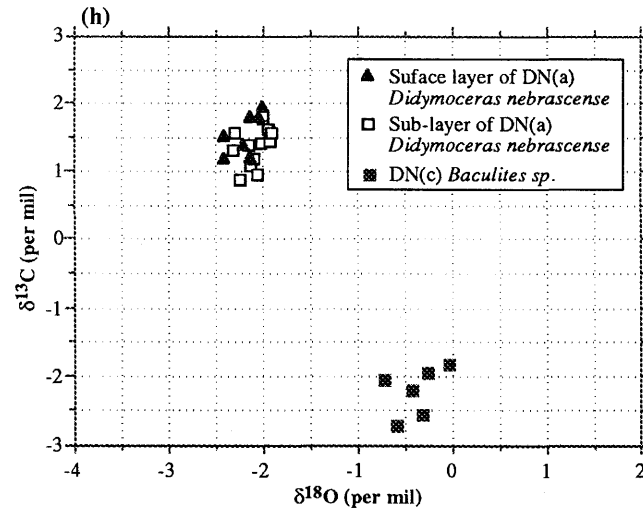 (h)
3
2
1
0
-1
-2
-3
δ13C (per mil)
Suface layer of DN(a)
Didymoceras nebrascense
Sub-layer of DN(a)
Didymoceras nebrascense
DN(c) Baculites sp.
-4
-3
-2
-1
0
1
2
δ18O (per mil)